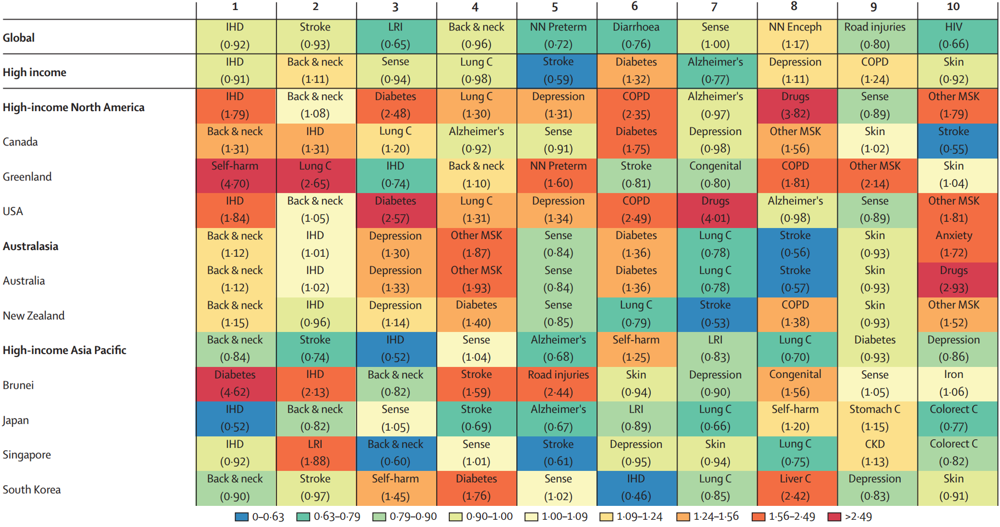 1 2 3 4 5 6 7 8 9 10
Global
IHD Stroke LRI Back & neck NN Preterm Diarrhoea Sense NN Enceph Road injuries HIV
(0·92) (0·93) (0·65) (0·96) (0·72) (0·76) (1·00) (1·17) (0·80) (0·66)
High income
IHD Back & neck Sense Lung C Stroke Diabetes Alzheimer's Depression COPD Skin
(0·91) (1·11) (0·94) (0·98) (0·59) (1·32) (0·77) (1·11) (1·24) (0·92)
High-income North America
IHD Back & neck Diabetes Lung C Depression COPD Alzheimer's Drugs Sense Other MSK
(1·79) (1·08) (2·48) (1·30) (1·31) (2·35) (0·97) (3·82) (0·89) (1·79)
Canada
Back & neck IHD Lung C Alzheimer's Sense Diabetes Depression Other MSK Skin Stroke
(1·31) (1·31) (1·20) (0·92) (0·91) (1·75) (0·98) (1·56) (1·02) (0·55)
Greenland
Self-harm Lung C IHD Back & neck NN Preterm Stroke Congenital COPD Other MSK Skin
(4·70) (2·65) (0·74) (1·10) (1·60) (0·81) (0·80) (1·81) (2·14) (1·04)
USA
IHD Back & neck Diabetes Lung C Depression COPD Drugs Alzheimer's Sense Other MSK
(1·84) (1·05) (2·57) (1·31) (1·34) (2·49) (4·01) (0·98) (0·89) (1·81)
Australasia
Back & neck IHD Depression Other MSK Sense Diabetes Lung C Stroke Skin Anxiety
(1·12) (1·01) (1·30) (1·87) (0·84) (1·36) (0·78) (0·56) (0·93) (1·72)
Australia
Back & neck IHD Depression Other MSK Sense Diabetes Lung C Stroke Skin Drugs
(1·12) (1·02) (1·33) (1·93) (0·84) (1·36) (0·78) (0·57) (0·93) (2·93)
New Zealand
Back & neck IHD Depression Diabetes Sense Lung C Stroke COPD Skin Other MSK
(1·15) (0·96) (1·14) (1·40) (0·85) (0·79) (0·53) (1·38) (0·93) (1·52)
High-income Asia Pacific
Back & neck Stroke IHD Sense Alzheimer's Self-harm LRI Lung C Diabetes Depression
(0·84) (0·74) (0·52) (1·04) (0·68) (1·25) (0·83) (0·70) (0·93) (0·86)
Brunei
Diabetes IHD Back & neck Stroke Road injuries Skin Depression Congenital Sense Iron
(4·62) (2·13) (0·82) (1·59) (2·44) (0·94) (0·90) (1·56) (1·05) (1·06)
Japan
IHD Back & neck Sense Stroke Alzheimer's LRI Lung C Self-harm Stomach C Colorect C
(0·52) (0·82) (1·05) (0·69) (0·67) (0·89) (0·66) (1·20) (1·15) (0·77)
Singapore
IHD LRI Back & neck Sense Stroke Depression Skin Lung C CKD Colorect C
(0·92) (1·88) (0·60) (1·01) (0·61) (0·95) (0·94) (0·75) (1·13) (0·82)
South Korea
Back & neck Stroke Self-harm Diabetes Sense IHD Lung C Liver C Depression Skin
(0·90) (0·97) (1·45) (1·76) (1·02) (0·46) (0·85) (2·42) (0·83) (0·91)
0–0·63 0·63–0·79 0·79–0·90 0·90–1·00 1·00–1·09 1·09–1·24 1·24–1·56 1·56–2·49 >2·49